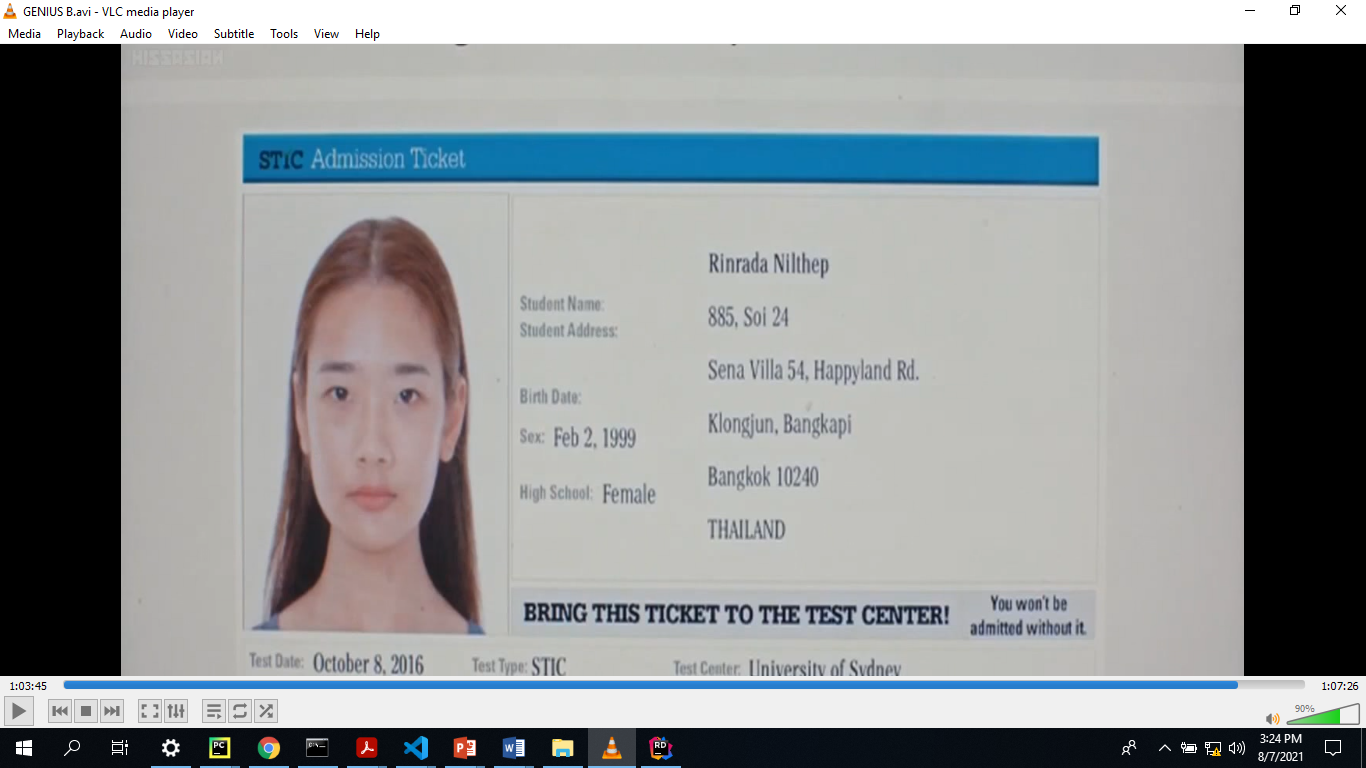 GENIUS B.avi - VLC media player
Media Playback Audio Video Subtitle Tools View Help
STIC Admission Ticket
Rinrada Nilthep
Student Name:
885, Soi 24
Student Address:
Sena Villa 54, Happyland Rd.
Birth Date:
Klongjun, Bangkapi
Sex: Feb 2, 1999
Bangkok 10240
High School: Female
THAILAND
BRING THIS TICKET TO THE TEST CENTER! You won't be
admitted without it.
Test Date: October 8, 2016 Test Type: STIC Test Center: University of Sydney
1:03:45 1:07:26
90%
PC
RD
3:24 PM
8/7/2021